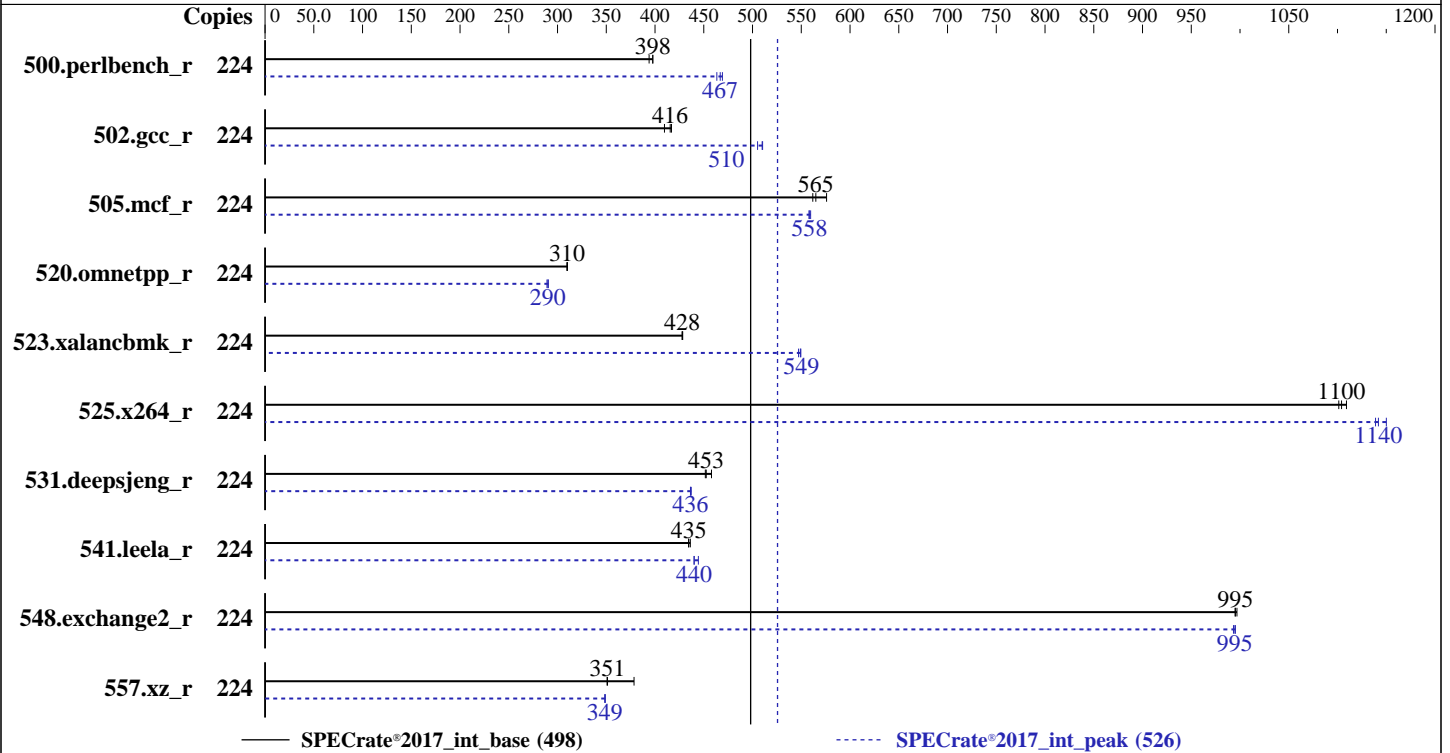 Copies 0 50.0 100 150 200 250 300 350 400 450 500 550 600 650 700 750 800 850 900 950 1050 1200
398
500.perlbench_r 224
467
416
502.gcc_r 224
510
565
505.mcf_r 224
558
310
520.omnetpp_r 224
290
428
523.xalancbmk_r 224
549
1100
525.x264_r 224
1140
453
531.deepsjeng_r 224
436
435
541.leela_r 224
440
995
548.exchange2_r 224
995
351
557.xz_r 224
349
SPECrate®2017_int_base (498) SPECrate®2017_int_peak (526)